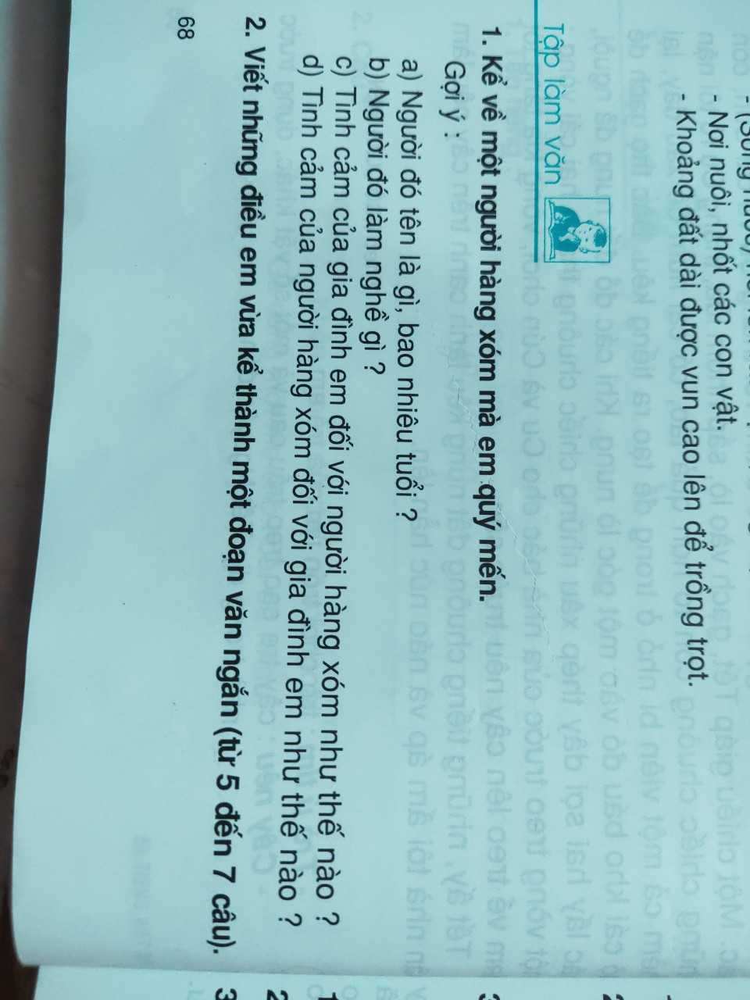 - Nơi nuôi, nhốt các con vật.
- Khoảng đất dài được vun cao lên để trồng trọt.
Tập làm văn
1. Kể về một người hàng xóm mà em quý mến.
Gợi ý :
a) Người đó tên là gì, bao nhiêu tuổi ?
b) Người đó làm nghề gì ?
c) Tình cảm của gia đình em đối với người hàng xóm như thế nào ?
d) Tình cảm của người hàng xóm đối với gia đình em như thế nào ?
2. Viết những điều em vừa kể thành một đoạn văn ngắn (từ 5 đến 7 câu).
68